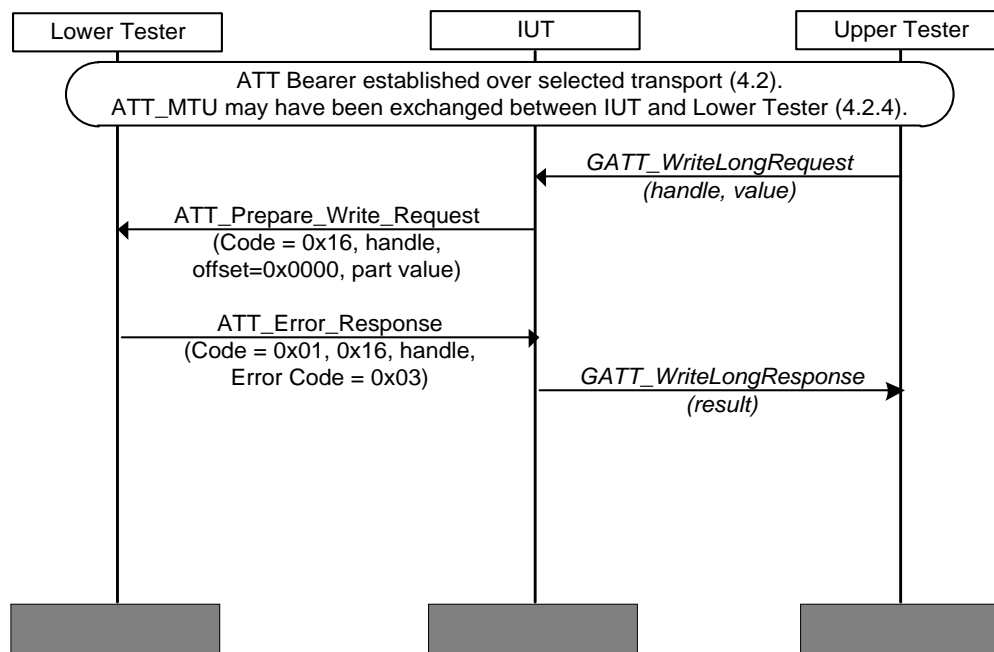 Lower Tester
IUT
Upper Tester
ATT Bearer established over selected transport (4.2).
ATT_MTU may have been exchanged between IUT and Lower Tester (4.2.4).
GATT_WriteLongRequest
(handle, value)
ATT_Prepare_Write_Request
(Code = 0x16, handle,
offset=0x0000, part value)
ATT_Error_Response
(Code = 0x01, 0x16, handle,
Error Code = 0x03)
GATT_WriteLongResponse
(result)